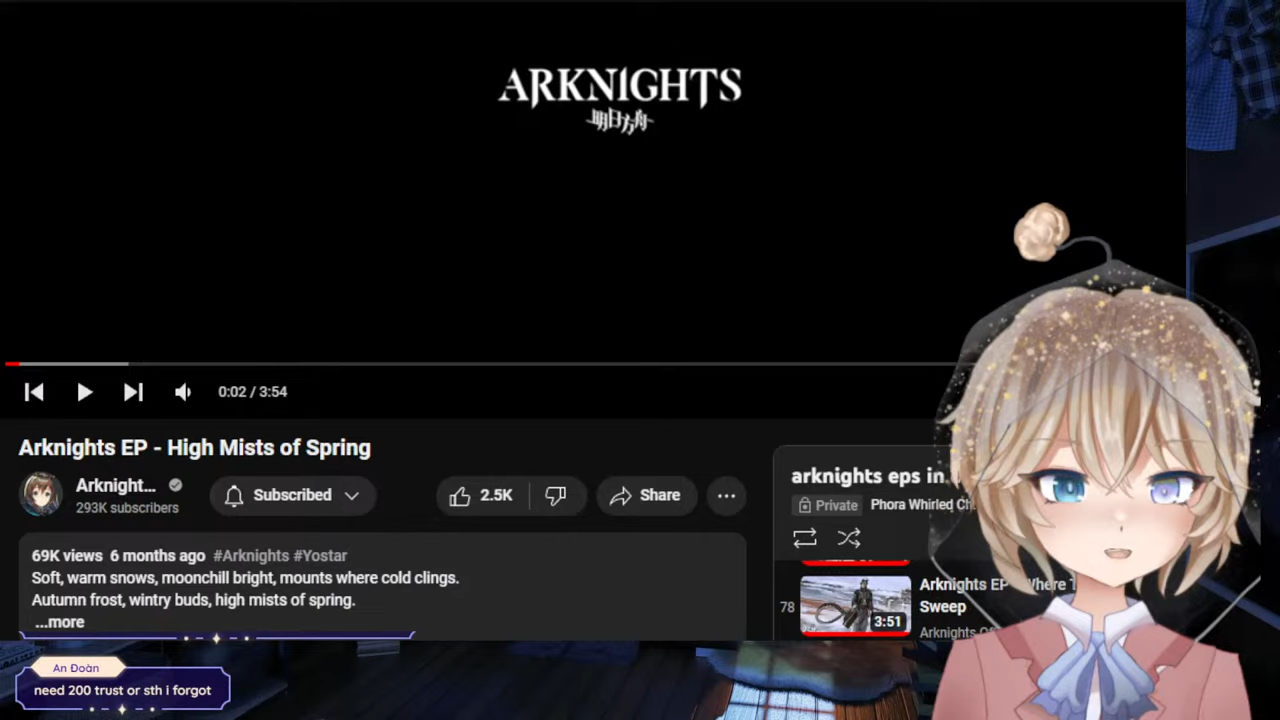 ARKNIGHTS
明日方舟
0:02 / 3:54
Arknights EP - High Mists of Spring
Arknight...
293K subscribers
Subscribed
2.5K
Share
69K views 6 months ago #Arknights #Yostar
Soft, warm snows, moonchill bright, mounts where cold clings.
Autumn frost, wintry buds, high mists of spring.
...more
arknights eps in
Private
Phora Whirled
78
3:51
Arknights EP
Where
Sweep
Arknights
An Đoàn
need 200 trust or sth i forgot